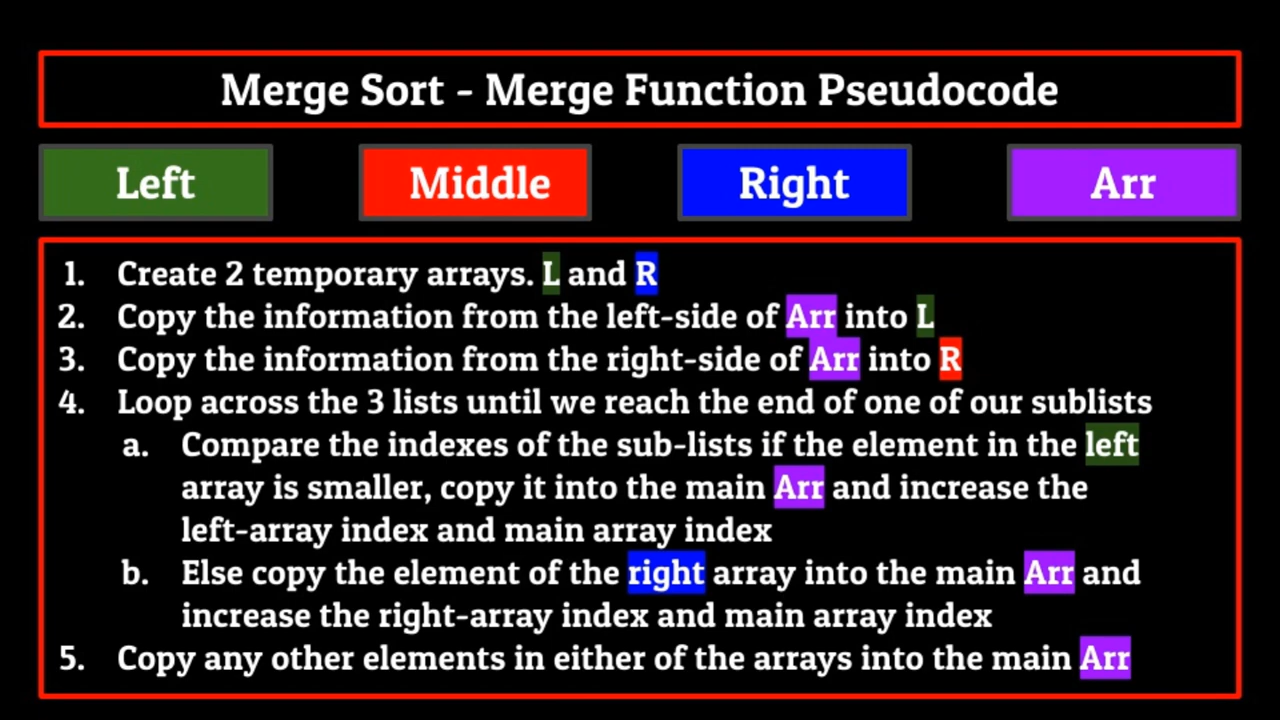 Merge Sort - Merge Function Pseudocode
Left Middle Right Arr
1. Create 2 temporary arrays. L and R
2. Copy the information from the left-side of Arr into L
3. Copy the information from the right-side of Arr into R
4. Loop across the 3 lists until we reach the end of one of our sublists
a. Compare the indexes of the sub-lists if the element in the left
array is smaller, copy it into the main Arr and increase the
left-array index and main array index
b. Else copy the element of the right array into the main Arr and
increase the right-array index and main array index
5. Copy any other elements in either of the arrays into the main Arr